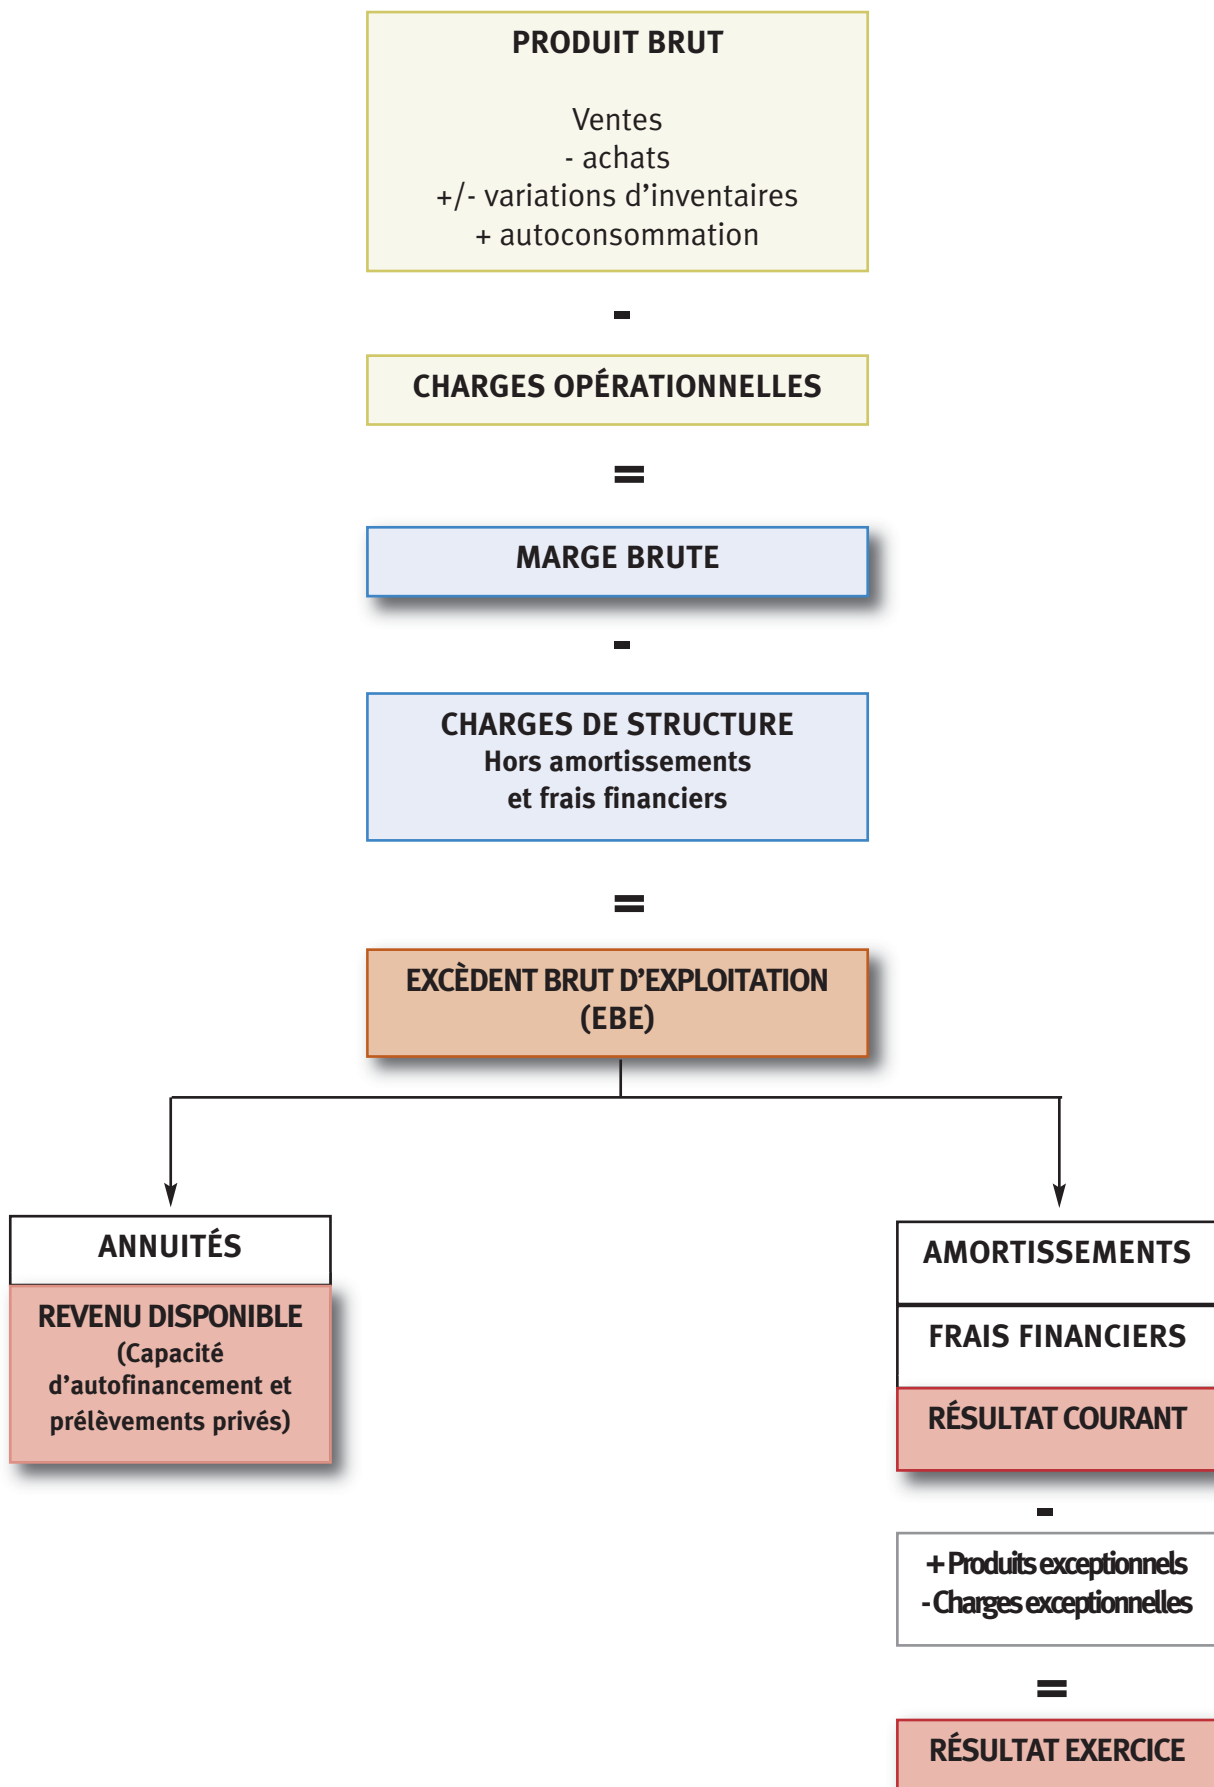 PRODUIT BRUT
Ventes
- achats
+/- variations d'inventaires
+ autoconsommation
-
CHARGES OPÉRATIONNELLES
=
MARGE BRUTE
-
CHARGES DE STRUCTURE
Hors amortissements
et frais financiers
=
EXCÈDENT BRUT D'EXPLOITATION
(EBE)
ANNUITÉS
REVENU DISPONIBLE
(Capacité
d'autofinancement et
prélèvements privés)
AMORTISSEMENTS
FRAIS FINANCIERS
RÉSULTAT COURANT
-
+ Produits exceptionnels
- Charges exceptionnelles
=
RÉSULTAT EXERCICE